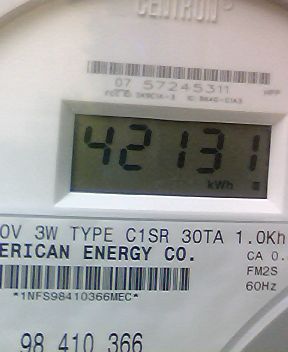 CENTRON®
07 57245311
42131
kWh
0V 3W TYPE C1SR 30TA 1.0Kh
ERICAN ENERGY CO.
CA 0.
FM2S
60Hz
*1NFS98410366MEC*
98 410 366